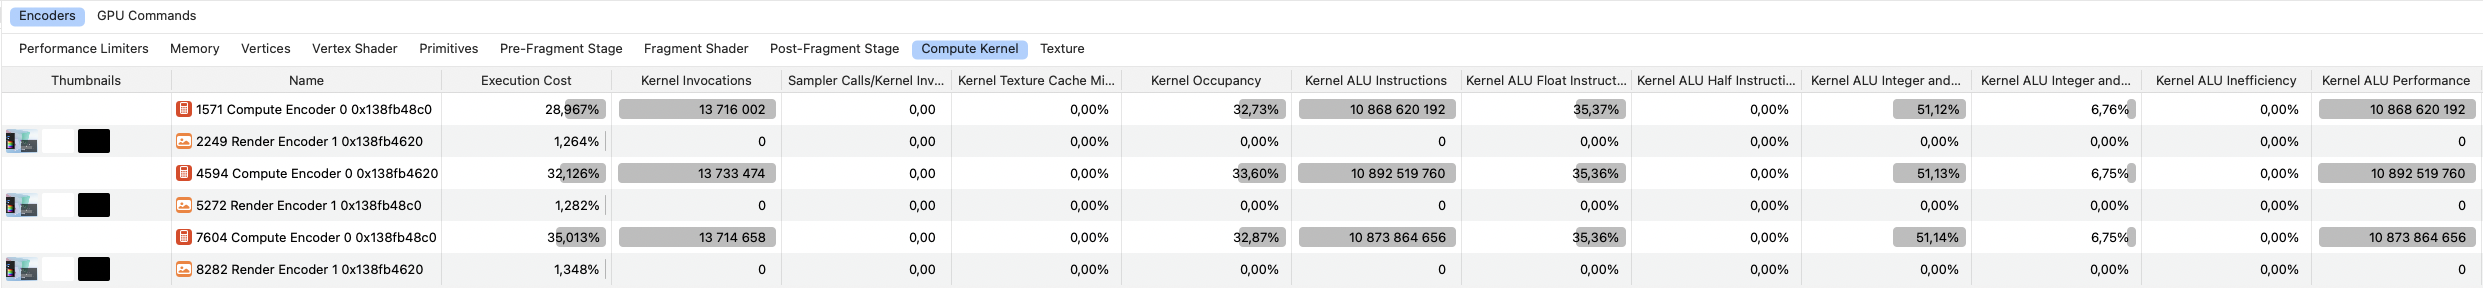 Encoders GPU Commands
Performance Limiters Memory Vertices Vertex Shader Primitives Pre-Fragment Stage Fragment Shader Post-Fragment Stage Compute Kernel Texture
Thumbnails Name Execution Cost Kernel Invocations Sampler Calls/Kernel Inv... Kernel Texture Cache Mi... Kernel Occupancy Kernel ALU Instructions Kernel ALU Float Instruct... Kernel ALU Half Instructi... Kernel ALU Integer and... Kernel ALU Integer and... Kernel ALU Inefficiency Kernel ALU Performance
1571 Compute Encoder 0 0x138fb48c0 28,967% 13 716 002 0,00 0,00% 32,73% 10 868 620 192 35,37% 0,00% 51,12% 6,76% 0,00% 10 868 620 192
2249 Render Encoder 1 0x138fb4620 1,264% 0 0,00 0,00% 0,00% 0 0,00% 0,00% 0,00% 0,00% 0,00% 0
4594 Compute Encoder 0 0x138fb4620 32,126% 13 733 474 0,00 0,00% 33,60% 10 892 519 760 35,36% 0,00% 51,13% 6,75% 0,00% 10 892 519 760
5272 Render Encoder 1 0x138fb48c0 1,282% 0 0,00 0,00% 0,00% 0 0,00% 0,00% 0,00% 0,00% 0,00% 0
7604 Compute Encoder 0 0x138fb48c0 35,013% 13 714 658 0,00 0,00% 32,87% 10 873 864 656 35,36% 0,00% 51,14% 6,75% 0,00% 10 873 864 656
8282 Render Encoder 1 0x138fb4620 1,348% 0 0,00 0,00% 0,00% 0 0,00% 0,00% 0,00% 0,00% 0,00% 0